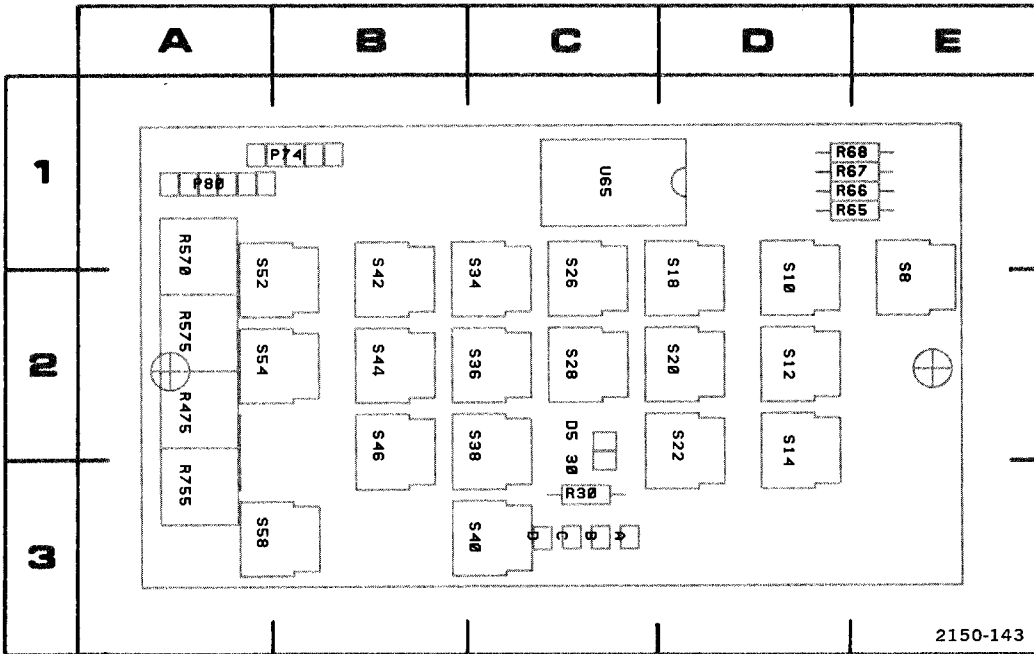 A B C D E
1
P74
P80
U65
R68
R67
R66
R65
R570
S52
S42
S34
S26
S18
S10
S8
2
R575
S54
S44
S36
S28
S20
S12
R475
S46
S38
D5 30
S22
S14
R755
R30
3
S58
S40
D C B A
2150-143